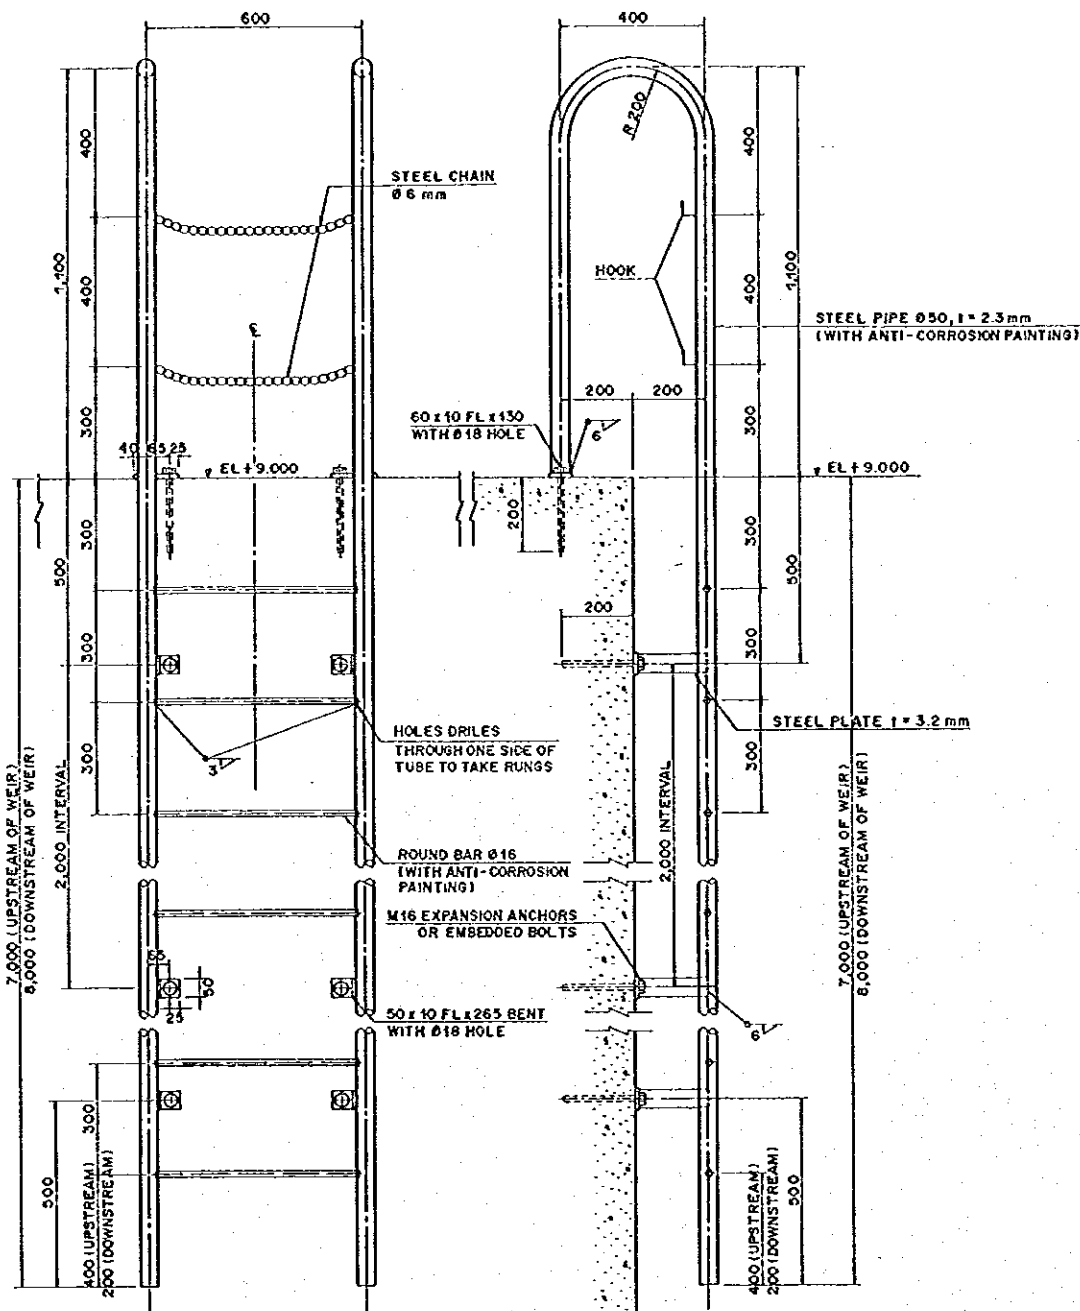 600
400
400
1,100
400
300
STEEL CHAIN
Ø 6 mm
℄
R 200
HOOK
400
400
1,100
300
STEEL PIPE Ø50, t = 2.3 mm
(WITH ANTI-CORROSION PAINTING)
200
200
60 x 10 FL x 130
WITH Ø18 HOLE
6
40
65
25
EL + 9.000
EL + 9.000
200
300
500
300
300
200
300
500
300
300
STEEL PLATE t = 3.2 mm
3
HOLES DRILES
THROUGH ONE SIDE OF
TUBE TO TAKE RUNGS
2,000 INTERVAL
2,000 INTERVAL
7,000 (UPSTREAM OF WEIR)
8,000 (DOWNSTREAM OF WEIR)
7,000 (UPSTREAM OF WEIR)
8,000 (DOWNSTREAM OF WEIR)
ROUND BAR Ø16
(WITH ANTI-CORROSION
PAINTING)
M16 EXPANSION ANCHORS
OR EMBEDDED BOLTS
65
50
25
50 x 10 FL x 265 BENT
WITH Ø18 HOLE
6
300
500
400 (UPSTREAM)
200 (DOWNSTREAM)
500
400 (UPSTREAM)
200 (DOWNSTREAM)